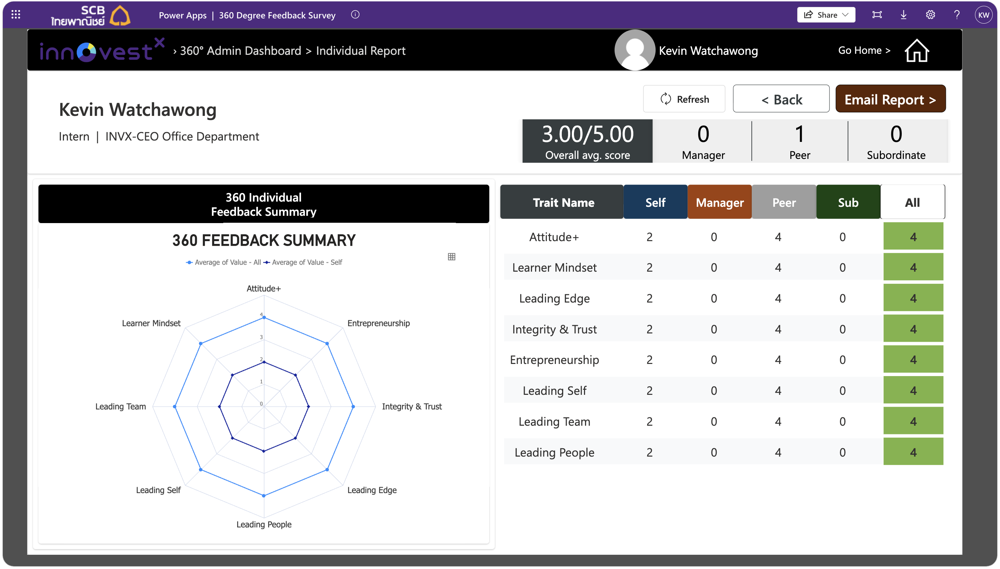 SCB
ไทยพาณิชย์
Power Apps | 360 Degree Feedback Survey
Share
KW
innovestx
› 360° Admin Dashboard > Individual Report
Kevin Watchawong
Go Home >
Refresh
< Back
Email Report >
Kevin Watchawong
Intern | INVX-CEO Office Department
3.00/5.00
Overall avg. score
0
Manager
1
Peer
0
Subordinate
360 Individual
Feedback Summary
360 FEEDBACK SUMMARY
Average of Value - All Average of Value - Self
Attitude+
Learner Mindset
Entrepreneurship
Leading Team
Integrity & Trust
Leading Self
Leading Edge
Leading People
4
3
2
1
0
Trait Name Self Manager Peer Sub All
Attitude+ 2 0 4 0 4
Learner Mindset 2 0 4 0 4
Leading Edge 2 0 4 0 4
Integrity & Trust 2 0 4 0 4
Entrepreneurship 2 0 4 0 4
Leading Self 2 0 4 0 4
Leading Team 2 0 4 0 4
Leading People 2 0 4 0 4